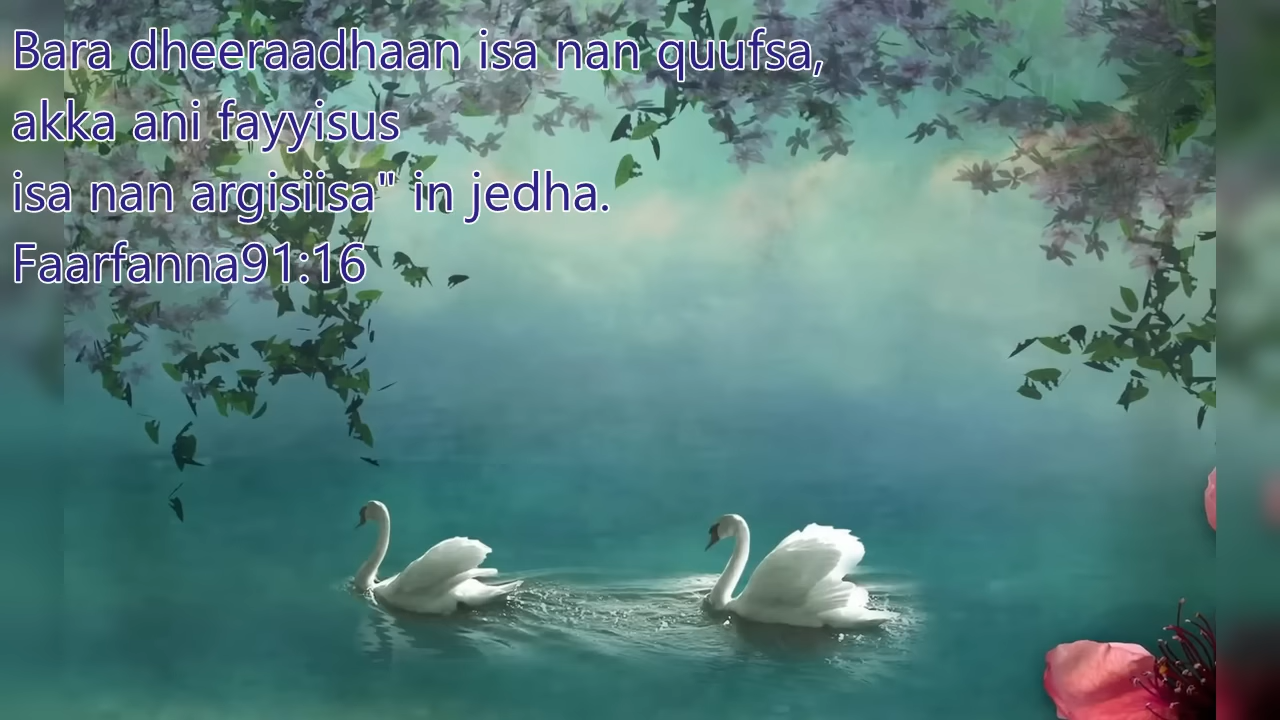 Bara dheeraadhaan isa nan quufsa,
akka ani fayyisus
isa nan argisiisa" in jedha.
Faarfanna91:16